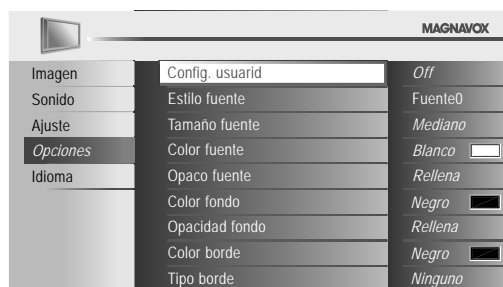 MAGNAVOX
Imagen
Sonido
Ajuste
Opciones
Idioma
Config. usuarid Off
Estilo fuente Fuente0
Tamaño fuente Mediano
Color fuente Blanco
Opaco fuente Rellena
Color fondo Negro
Opacidad fondo Rellena
Color borde Negro
Tipo borde Ninguno